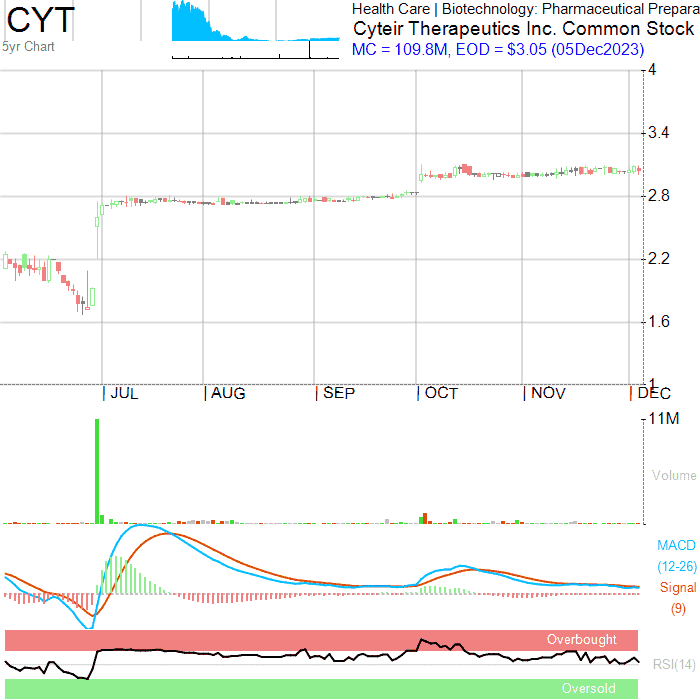 CYT
5yr Chart
Health Care | Biotechnology: Pharmaceutical Prepara
Cyteir Therapeutics Inc. Common Stock
MC = 109.8M, EOD = $3.05 (05Dec2023)
4
3.4
2.8
2.2
1.6
1
JUL AUG SEP OCT NOV DEC
11M
Volume
MACD
(12-26)
Signal
(9)
Overbought
RSI(14)
Oversold